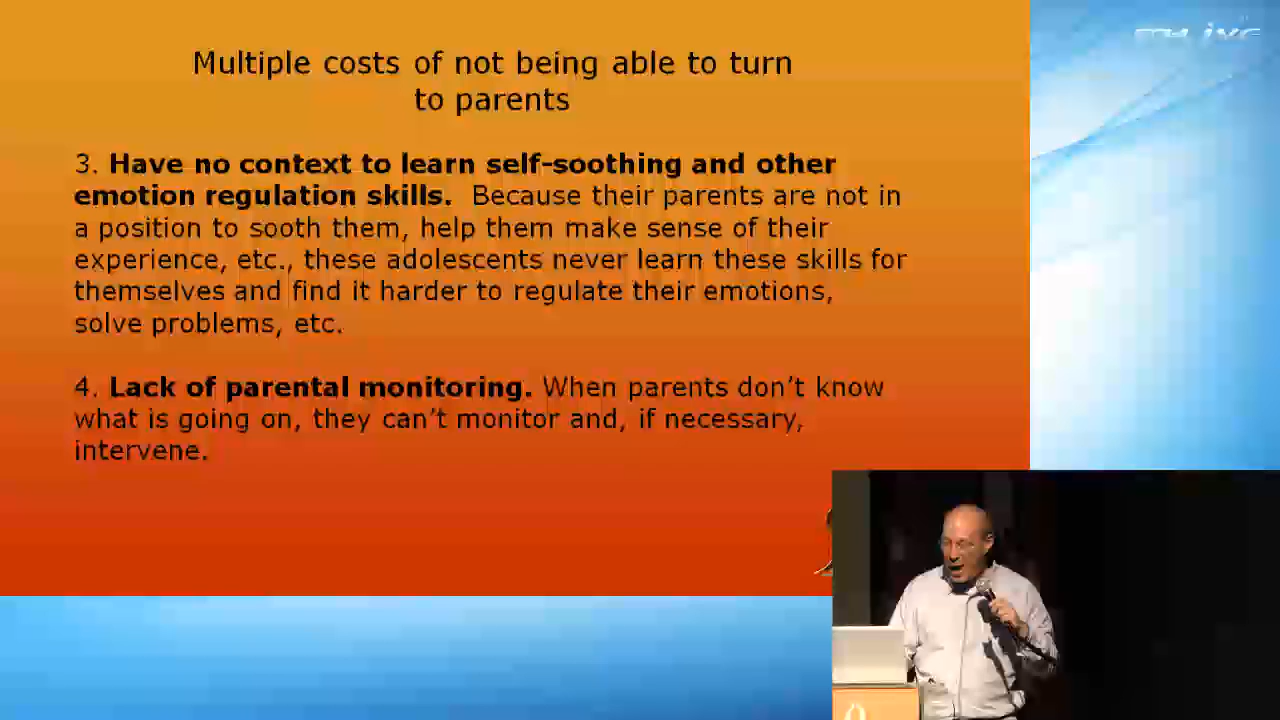 Multiple costs of not being able to turn
to parents
3. Have no context to learn self-soothing and other
emotion regulation skills. Because their parents are not in
a position to sooth them, help them make sense of their
experience, etc., these adolescents never learn these skills for
themselves and find it harder to regulate their emotions,
solve problems, etc.
4. Lack of parental monitoring. When parents don’t know
what is going on, they can’t monitor and, if necessary,
intervene.